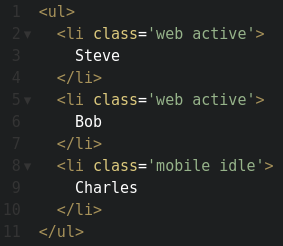 1 <ul>
2 <li class='web active'>
3 Steve
4 </li>
5 <li class='web active'>
6 Bob
7 </li>
8 <li class='mobile idle'>
9 Charles
10 </li>
11 </ul>